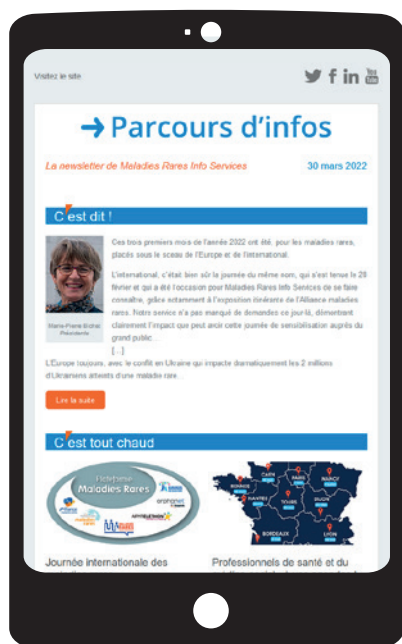 Visitez le site
You Tube
→ Parcours d'infos
La newsletter de Maladies Rares Info Services
30 mars 2022
C'est dit !
Ces trois premiers mois de l'année 2022 ont été, pour les maladies rares,
placés sous le sceau de l'Europe et de l'international.
L'international, c'était bien sûr la journée du même nom, qui s'est tenue le 28
février et qui a été l'occasion pour Maladies Rares Info Services de se faire
connaître, grâce notamment à l'exposition itinérante de l'Alliance maladies
rares. Notre service n'a pas manqué de demandes ce jour-là, démontrant
clairement l'impact que peut avoir cette journée de sensibilisation auprès du
grand public...
[...]
Marie-Pierre Bichet
Présidente
L'Europe toujours, avec le conflit en Ukraine qui impacte dramatiquement les 2 millions
d'Ukrainiens atteints d'une maladie rare...
Lire la suite
C'est tout chaud
Plateforme
Maladies Rares
orphanet
AFMTELETHON
CAEN
PARIS
NANCY
RENNES
NANTES
TOURS
DIJON
BORDEAUX
LYON
Journée internationale des
Professionnels de santé et du